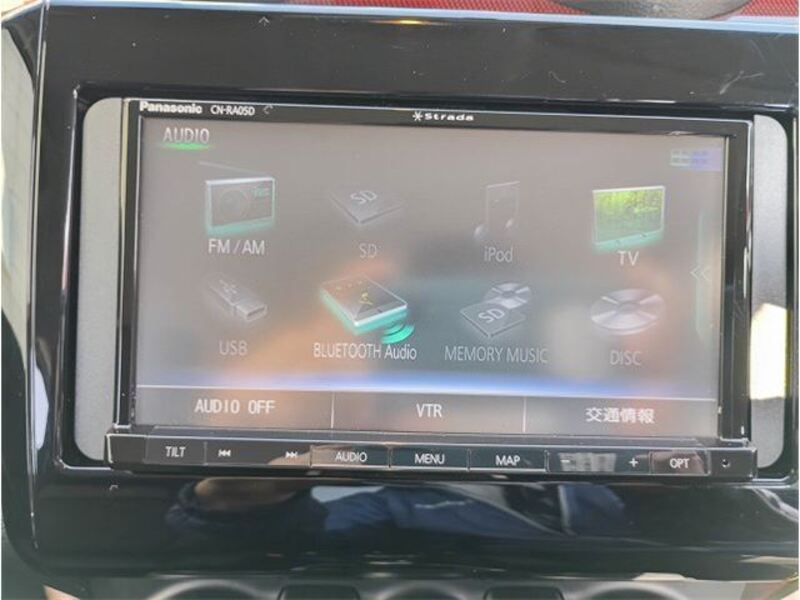 Panasonic CN-RA05D
Strada
AUDIO
FM/AM SD iPod TV
SD
USB BLUETOOTH Audio MEMORY MUSIC DISC
SD
AUDIO OFF VTR 交通情報
TILT AUDIO MENU MAP + OPT